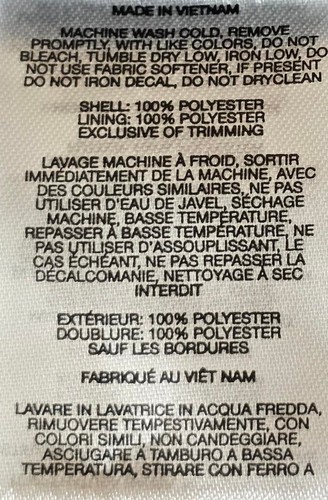 MADE IN VIETNAM
MACHINE WASH COLD, REMOVE
PROMPTLY, WITH LIKE COLORS, DO NOT
BLEACH, TUMBLE DRY LOW, IRON LOW, DO
NOT USE FABRIC SOFTENER, IF PRESENT
DO NOT IRON DECAL, DO NOT DRYCLEAN
SHELL: 100% POLYESTER
LINING: 100% POLYESTER
EXCLUSIVE OF TRIMMING
LAVAGE MACHINE À FROID, SORTIR
IMMÉDIATEMENT DE LA MACHINE, AVEC
DES COULEURS SIMILAIRES, NE PAS
UTILISER D'EAU DE JAVEL, SÉCHAGE
MACHINE, BASSE TEMPÉRATURE,
REPASSER À BASSE TEMPÉRATURE, NE
PAS UTILISER D'ASSOUPLISSANT, LE
CAS ÉCHÉANT, NE PAS REPASSER LA
DÉCALCOMANIE, NETTOYAGE À SEC
INTERDIT
EXTÉRIEUR: 100% POLYESTER
DOUBLURE: 100% POLYESTER
SAUF LES BORDURES
FABRIQUÉ AU VIÊT NAM
LAVARE IN LAVATRICE IN ACQUA FREDDA,
RIMUOVERE TEMPESTIVAMENTE, CON
COLORI SIMILI, NON CANDEGGIARE,
ASCIUGARE A TAMBURO A BASSA
TEMPERATURA, STIRARE CON FERRO A